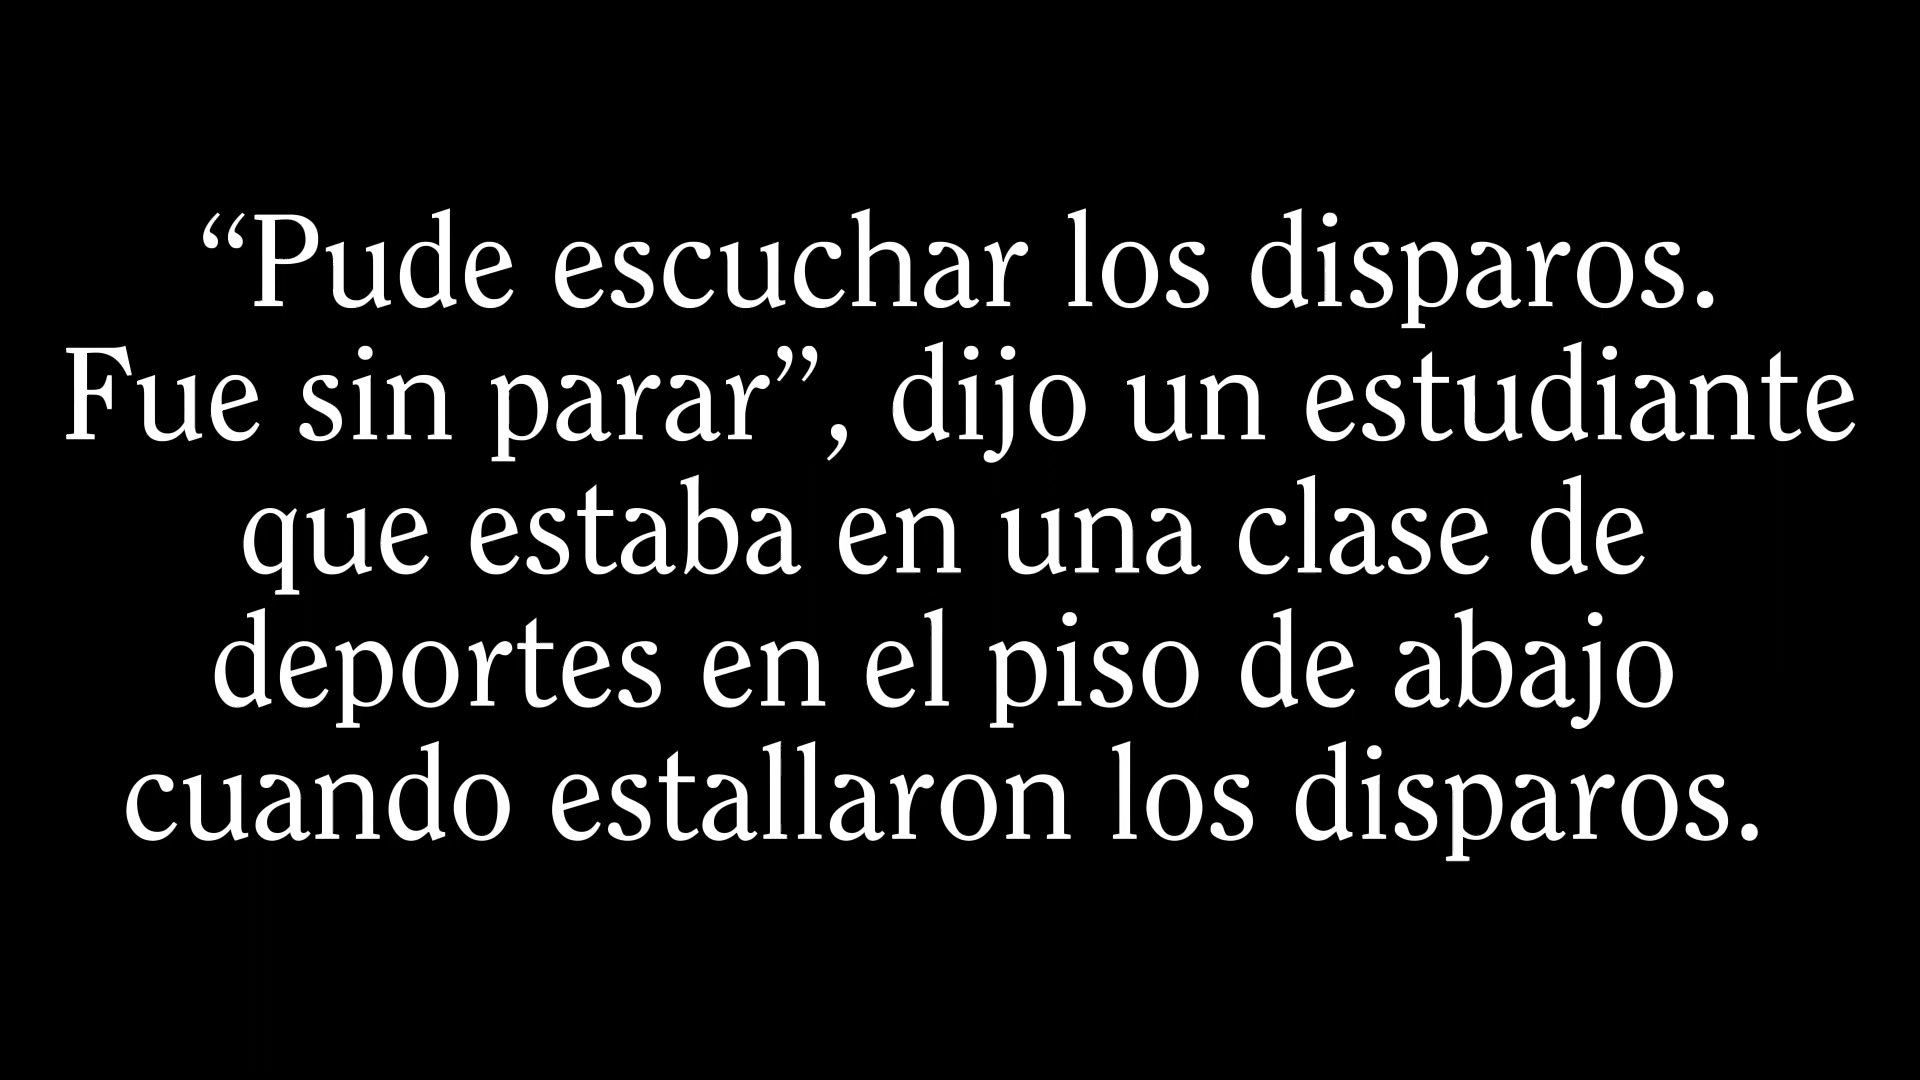 “Pude escuchar los disparos.
Fue sin parar”, dijo un estudiante
que estaba en una clase de
deportes en el piso de abajo
cuando estallaron los disparos.